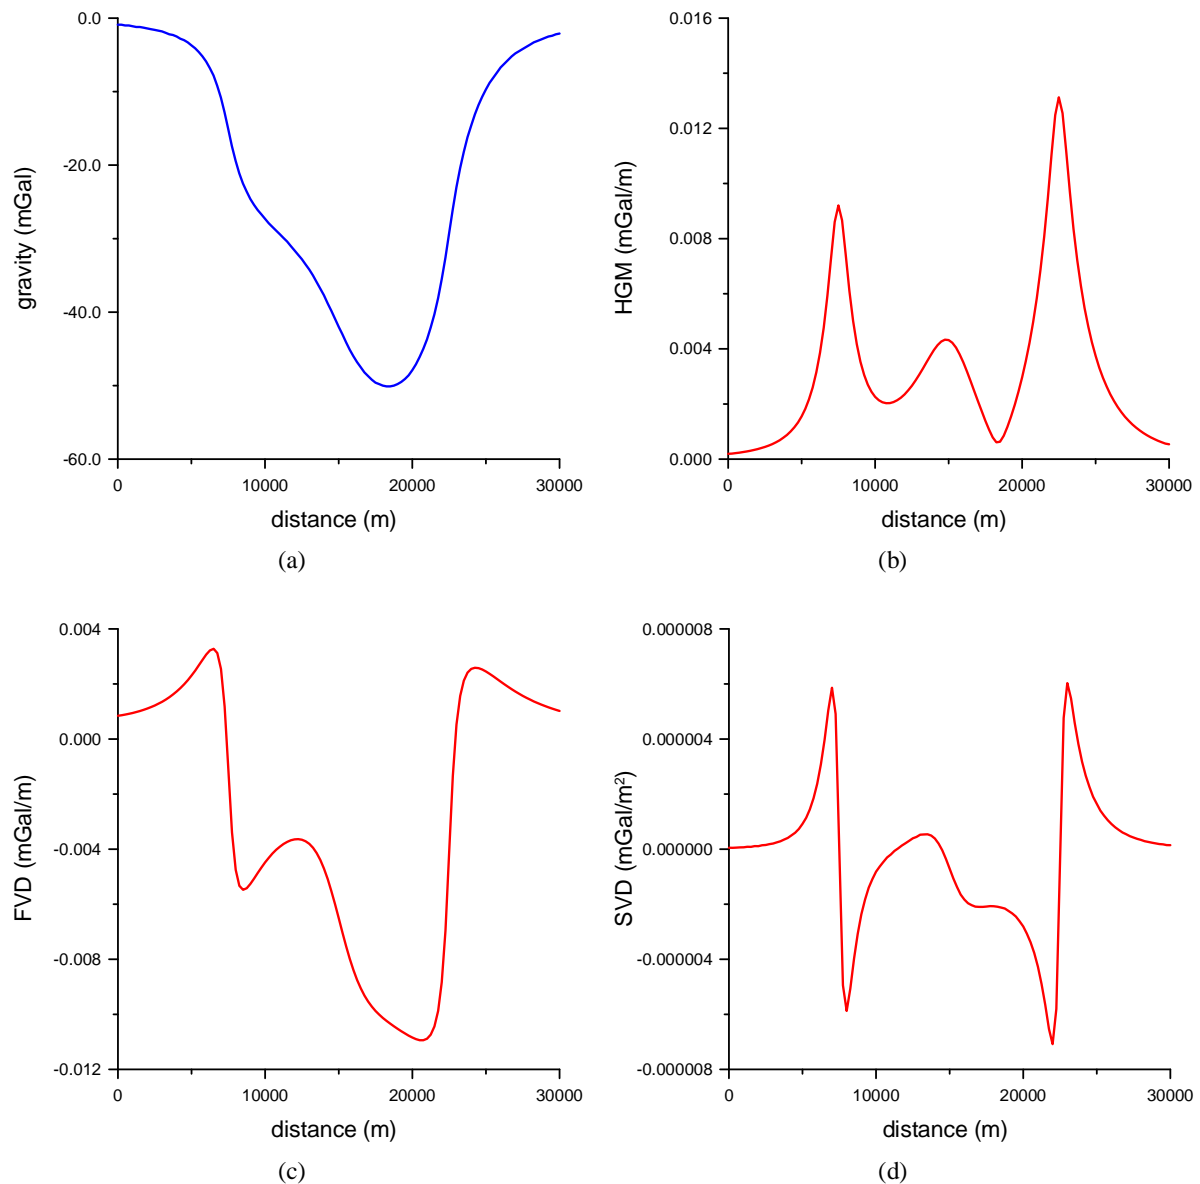 0.0
-20.0
-40.0
-60.0
gravity (mGal)
0 10000 20000 30000
distance (m)
(a)
0.016
0.012
0.008
0.004
0.000
HGM (mGal/m)
0 10000 20000 30000
distance (m)
(b)
0.004
0.000
-0.004
-0.008
-0.012
FVD (mGal/m)
0 10000 20000 30000
distance (m)
(c)
0.000008
0.000004
0.000000
-0.000004
-0.000008
SVD (mGal/m²)
0 10000 20000 30000
distance (m)
(d)